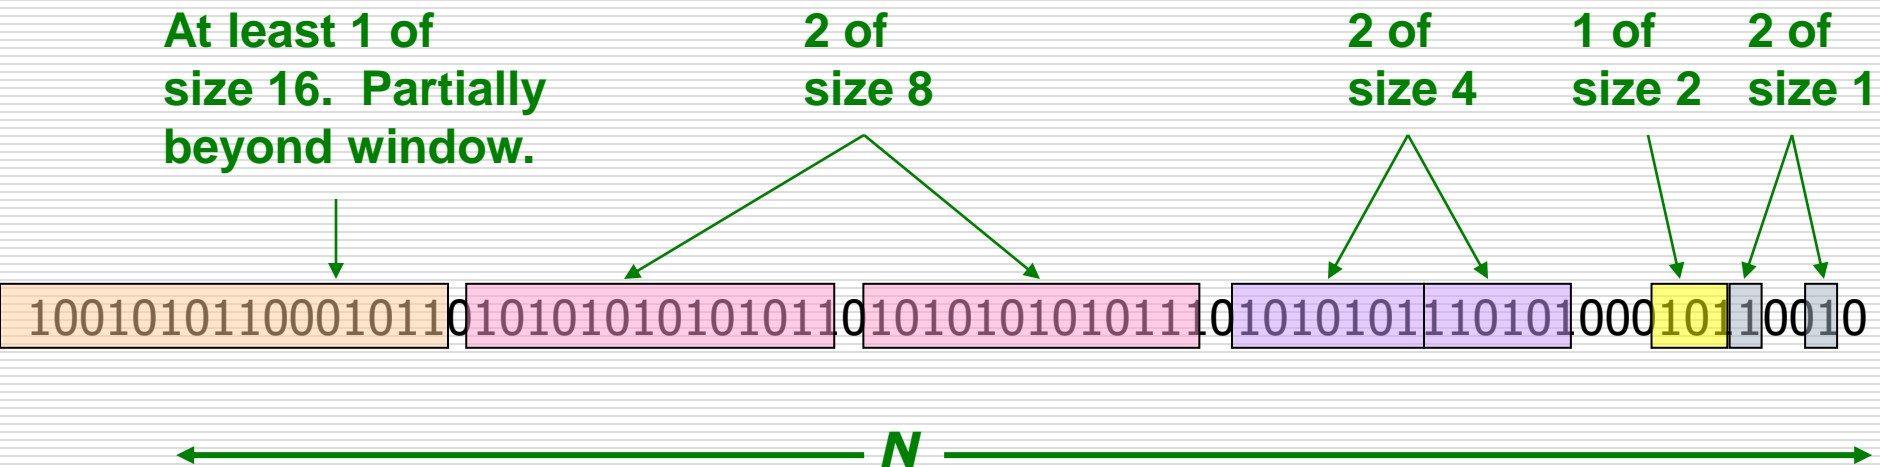 At least 1 of
size 16. Partially
beyond window.
2 of
size 8
2 of
size 4
1 of
size 2
2 of
size 1
1001010110001011010101010101011010101010101110101010111010100010110010
N